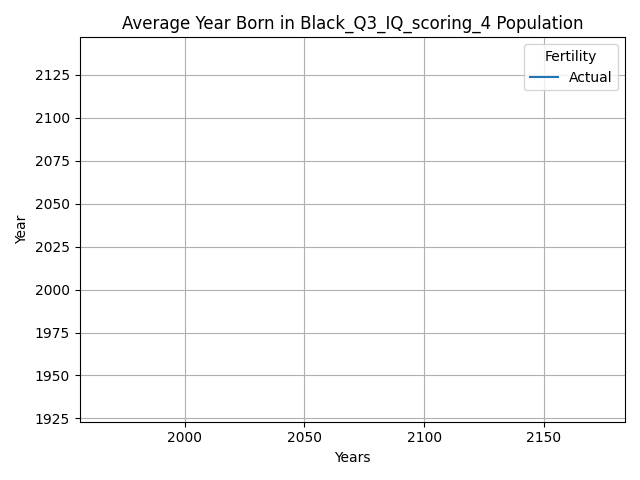 Average Year Born in Black_Q3_IQ_scoring_4 Population
Fertility
Actual
2125
2100
2075
2050
2025
2000
1975
1950
1925
Year
2000
2050
2100
2150
Years